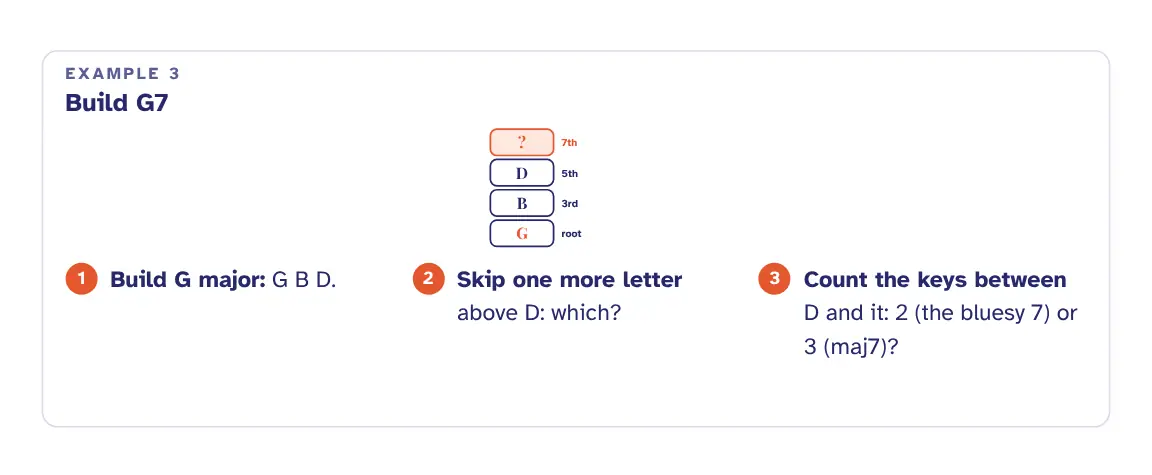 EXAMPLE 3
Build G7
? 7th
D 5th
B 3rd
G root
1 Build G major: G B D.
2 Skip one more letter
above D: which?
3 Count the keys between
D and it: 2 (the bluesy 7) or
3 (maj7)?